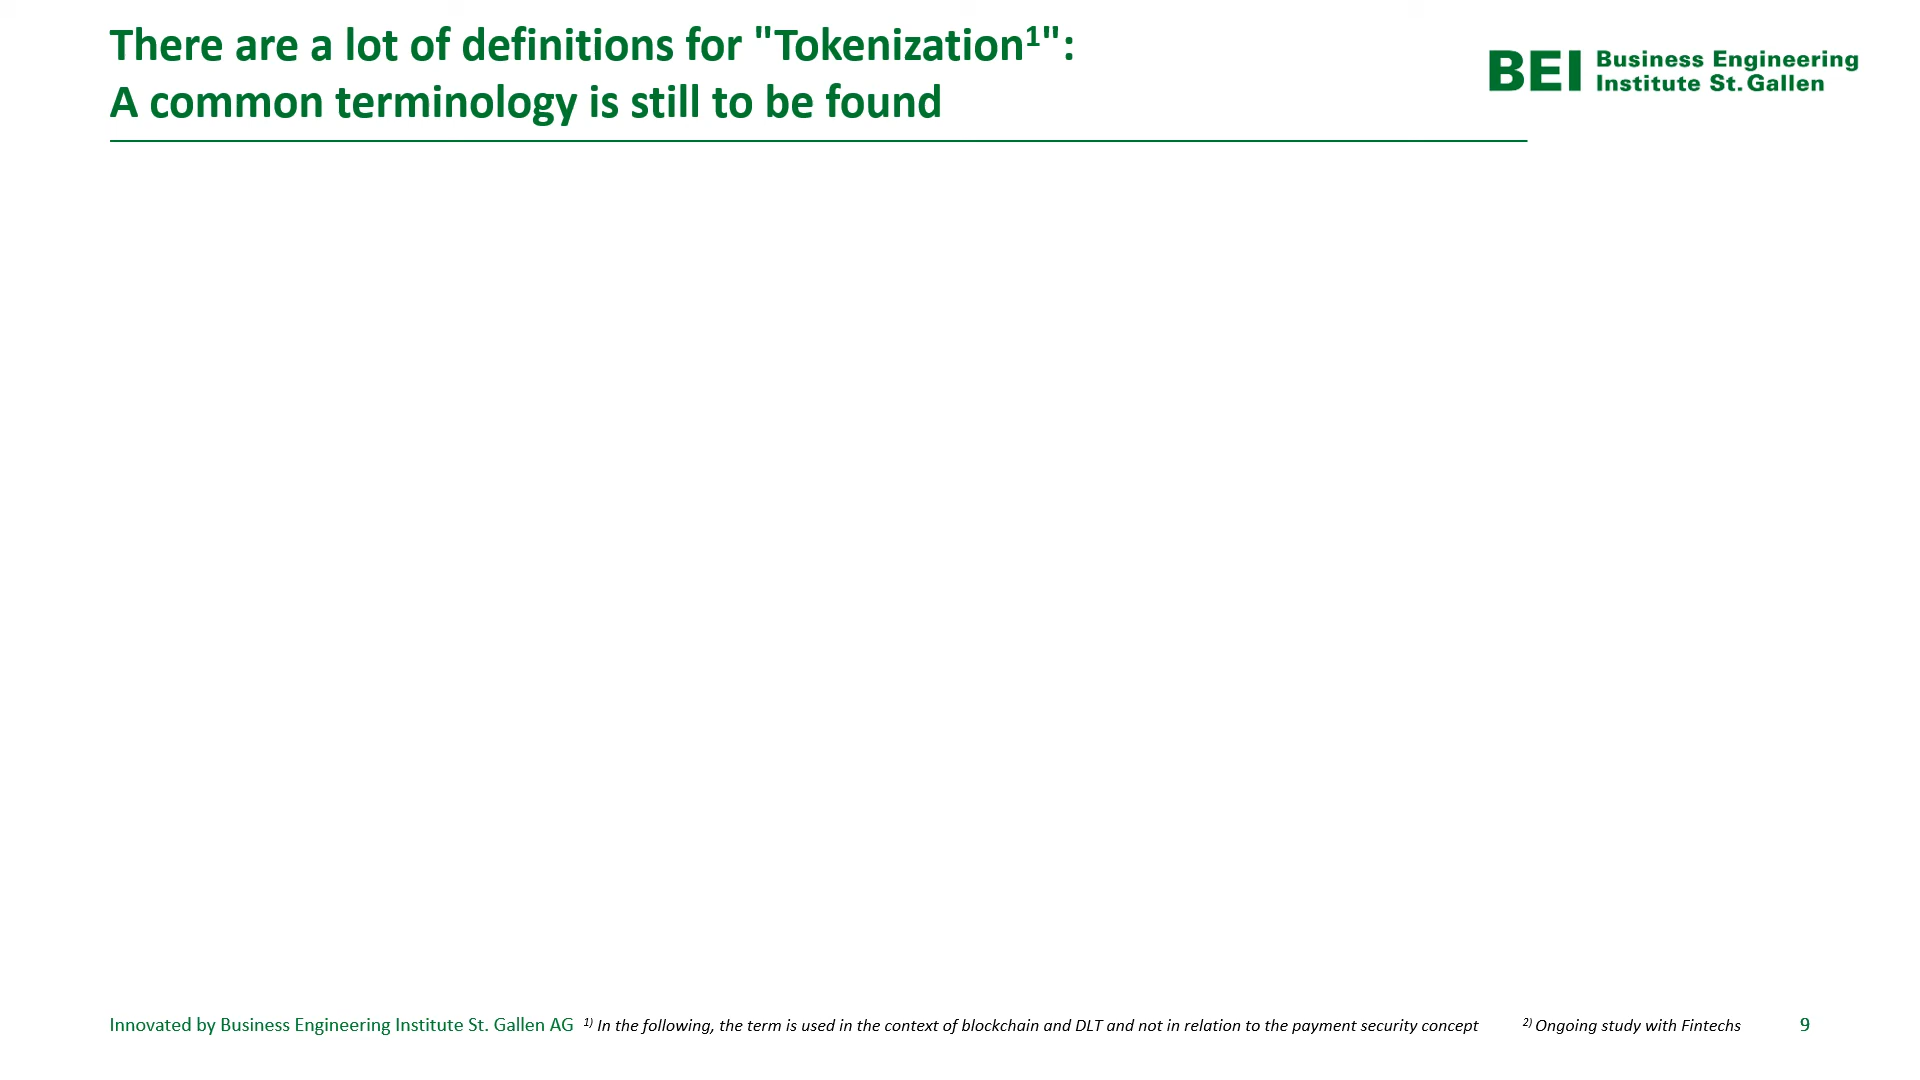 There are a lot of definitions for "Tokenization¹":
A common terminology is still to be found
BEI Business Engineering
Institute St. Gallen
Innovated by Business Engineering Institute St. Gallen AG ¹⁾ In the following, the term is used in the context of blockchain and DLT and not in relation to the payment security concept ²⁾ Ongoing study with Fintechs 9